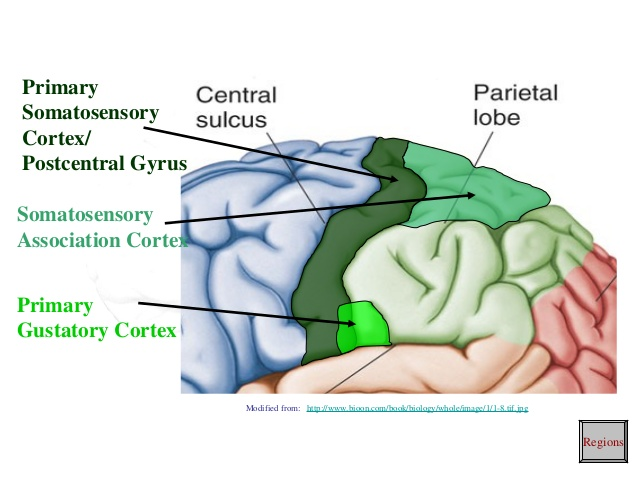 Primary
Somatosensory
Cortex/
Postcentral Gyrus
Central
sulcus
Parietal
lobe
Somatosensory
Association Cortex
Primary
Gustatory Cortex
Modified from: http://www.bioon.com/book/biology/whole/image/1/1-8.tif.jpg
Regions